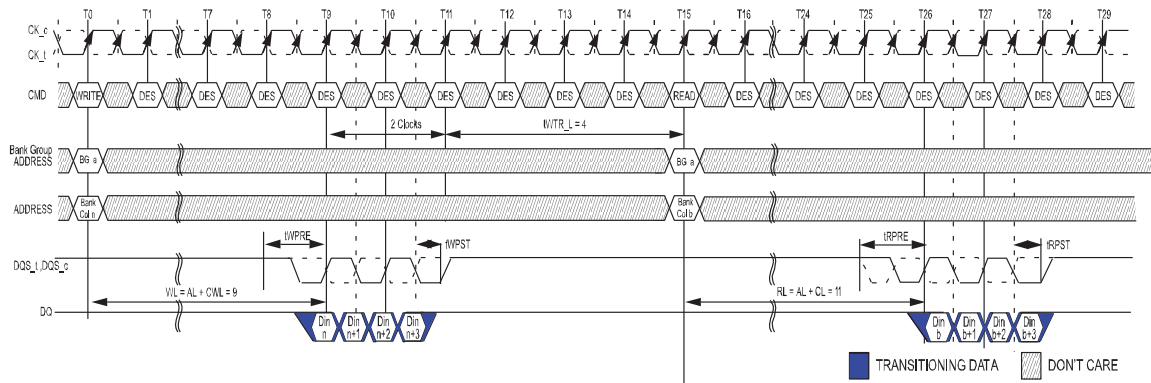 T0 T1 T7 T8 T9 T10 T11 T12 T13 T14 T15 T16 T24 T25 T26 T27 T28 T29
CK_c
CK_t
CMD WRITE DES DES DES DES DES DES DES DES DES READ DES DES DES DES DES DES DES
2 Clocks tWTR_L = 4
Bank Group
ADDRESS BG a BG a
ADDRESS Bank Col n Bank Col b
tWPRE tWPST tRPRE tRPST
DQS_t ,DQS_c
WL = AL + CWL = 9 RL = AL + CL = 11
DQ Din n Din n+1 Din n+2 Din n+3 Din b Din b+1 Din b+2 Din b+3
TRANSITIONING DATA DON'T CARE